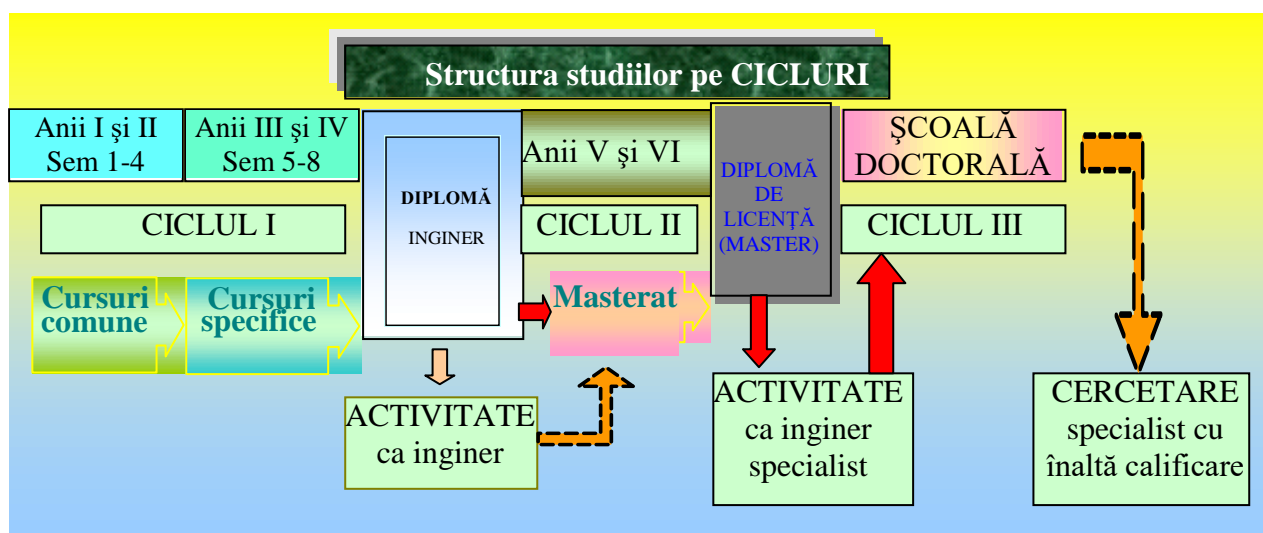 Structura studiilor pe CICLURI
Anii I şi II
Sem 1-4
Anii III şi IV
Sem 5-8
DIPLOMĂ
INGINER
Anii V şi VI
DIPLOMĂ
DE
LICENŢĂ
(MASTER)
ŞCOALĂ
DOCTORALĂ
CICLUL I
CICLUL II
CICLUL III
Cursuri
comune
Cursuri
specifice
Masterat
ACTIVITATE
ca inginer
ACTIVITATE
ca inginer
specialist
CERCETARE
specialist cu
înaltă calificare